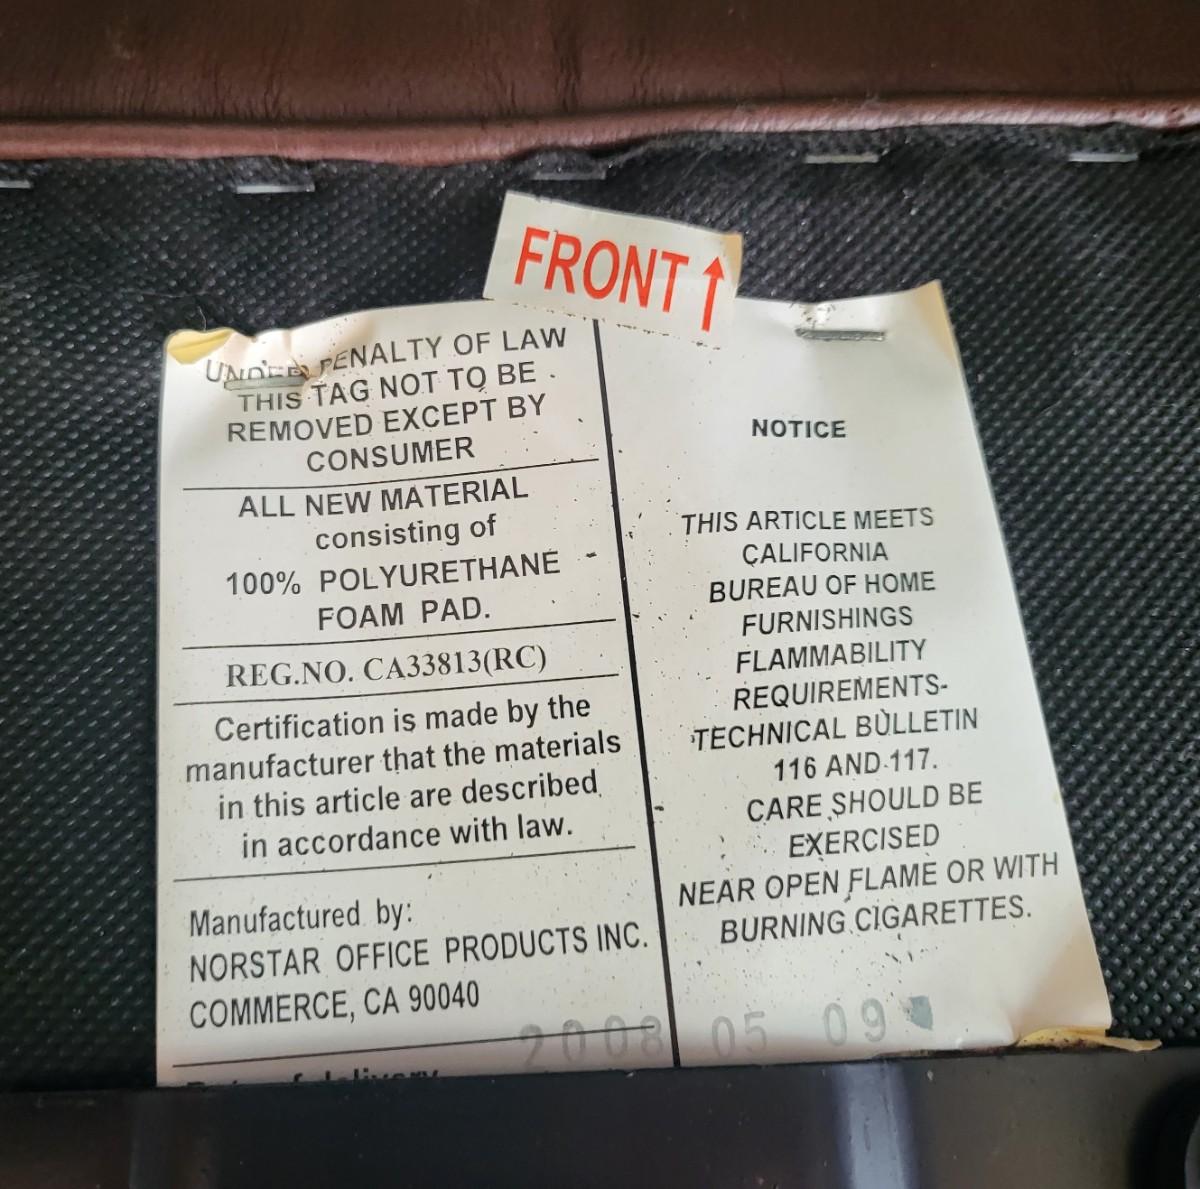 FRONT↑
UNDER PENALTY OF LAW
THIS TAG NOT TO BE
REMOVED EXCEPT BY
CONSUMER
ALL NEW MATERIAL
consisting of
100% POLYURETHANE
FOAM PAD.
REG.NO. CA33813(RC)
Certification is made by the
manufacturer that the materials
in this article are described
in accordance with law.
Manufactured by:
NORSTAR OFFICE PRODUCTS INC.
COMMERCE, CA 90040
of delivery
NOTICE
THIS ARTICLE MEETS
CALIFORNIA
BUREAU OF HOME
FURNISHINGS
FLAMMABILITY
REQUIREMENTS-
TECHNICAL BULLETIN
116 AND 117.
CARE SHOULD BE
EXERCISED
NEAR OPEN FLAME OR WITH
BURNING CIGARETTES.
2008 05 09